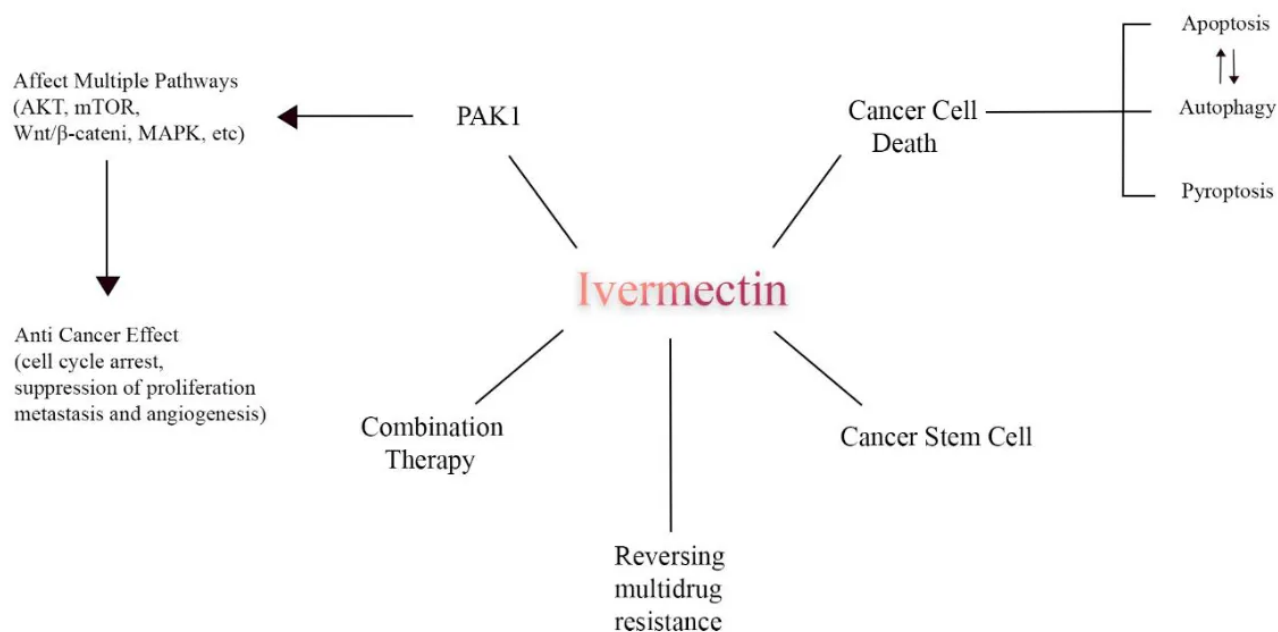 Affect Multiple Pathways
(AKT, mTOR,
Wnt/β-cateni, MAPK, etc)
PAK1
Cancer Cell
Death
Apoptosis
Autophagy
Pyroptosis
Ivermectin
Anti Cancer Effect
(cell cycle arrest,
suppression of proliferation
metastasis and angiogenesis)
Combination
Therapy
Cancer Stem Cell
Reversing
multidrug
resistance